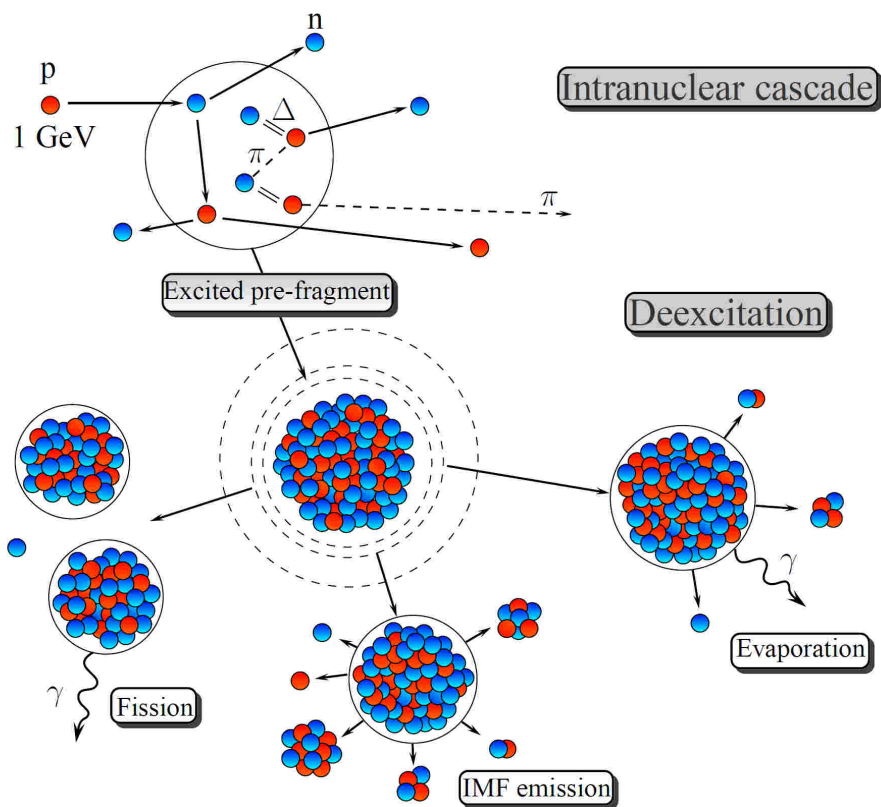 n
p
Intranuclear cascade
Δ
1 GeV
π
π
Excited pre-fragment
Deexcitation
γ
Evaporation
γ
Fission
IMF emission